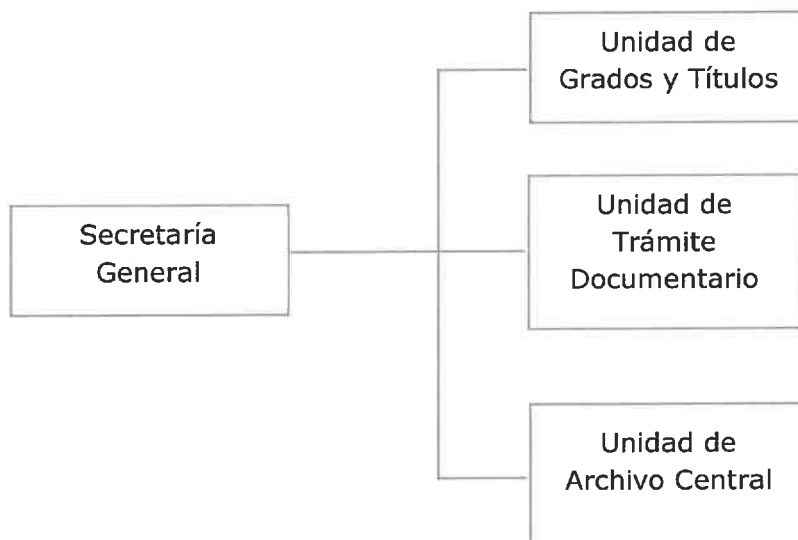 Secretaría
General
Unidad de
Grados y Títulos
Unidad de
Trámite
Documentario
Unidad de
Archivo Central